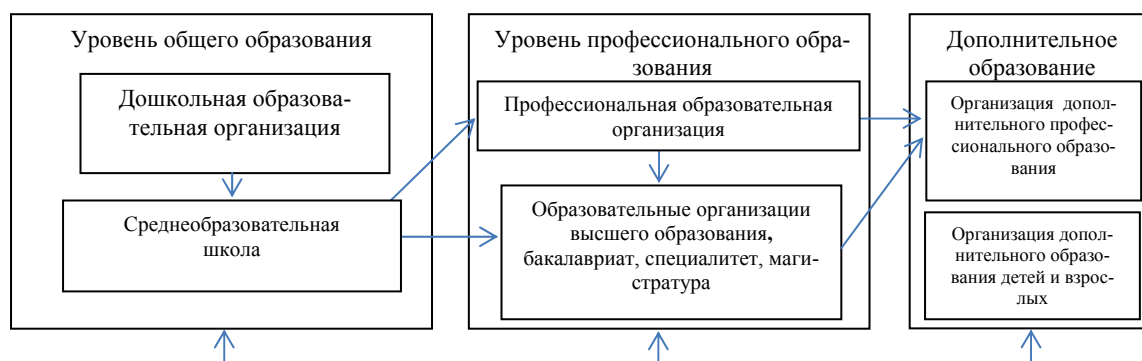 Уровень общего образования
Дошкольная образова-
тельная организация
Среднеобразовательная
школа
Уровень профессионального обра-
зования
Профессиональная образовательная
организация
Образовательные организации
высшего образования, 
бакалавриат, специалитет, маги-
стратура
Дополнительное
образование
Организация допол-
нительного профес-
сионального образо-
вания
Организация допол-
нительного образо-
вания детей и взрос-
лых